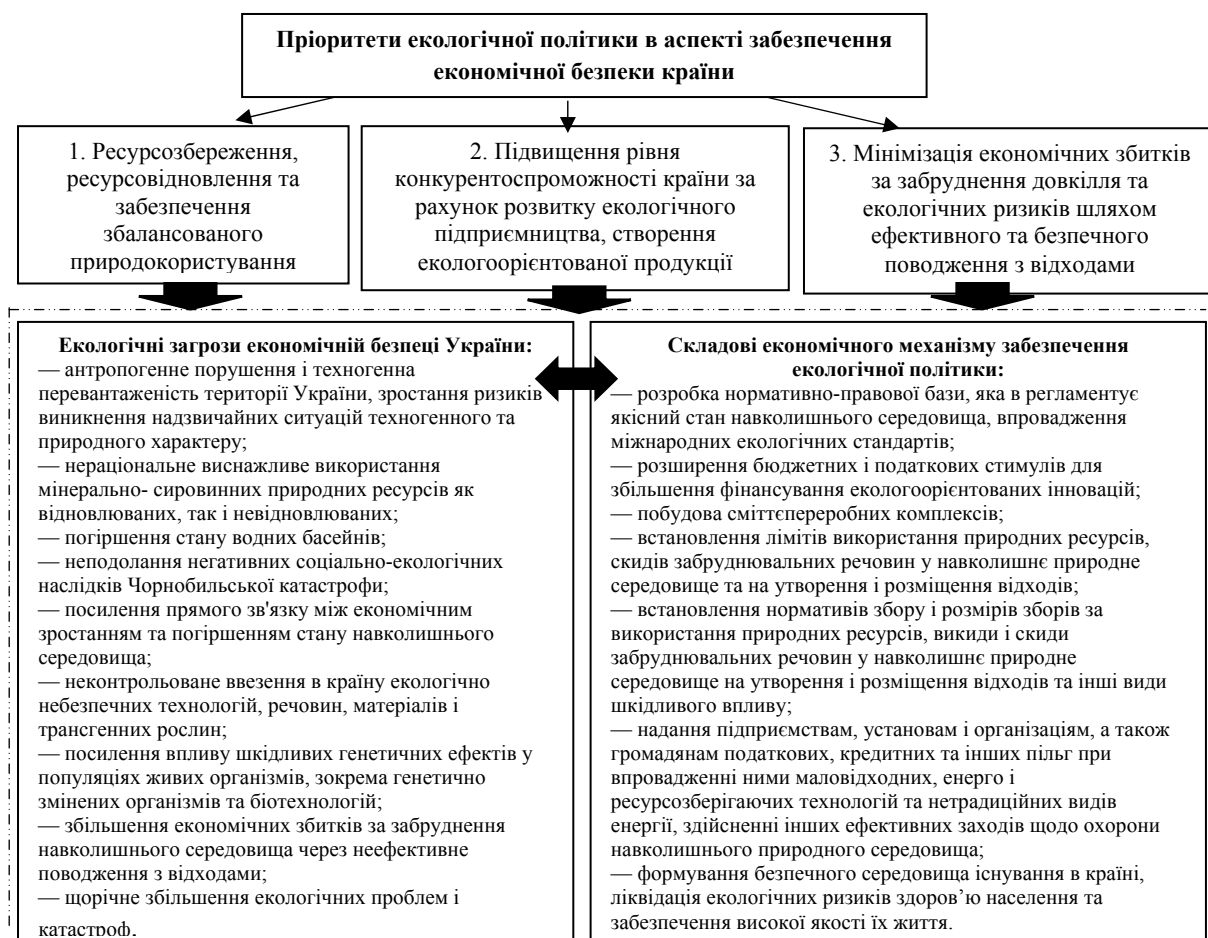 Пріоритети екологічної політики в аспекті забезпечення
економічної безпеки країни
1. Ресурсозбереження,
ресурсовідновлення та
забезпечення
збалансованого
природокористування
2. Підвищення рівня
конкурентоспроможності країни за
рахунок розвитку екологічного
підприємництва, створення
екологоорієнтованої продукції
3. Мінімізація економічних збитків
за забруднення довкілля та
екологічних ризиків шляхом
ефективного та безпечного
поводження з відходами
Екологічні загрози економічній безпеці України:
— антропогенне порушення і техногенна
перевантаженість території України, зростання ризиків
виникнення надзвичайних ситуацій техногенного та
природного характеру;
— нераціональне виснажливе використання
мінерально- сировинних природних ресурсів як
відновлюваних, так і невідновлюваних;
— погіршення стану водних басейнів;
— неподолання негативних соціально-екологічних
наслідків Чорнобильської катастрофи;
— посилення прямого зв'язку між економічним
зростанням та погіршенням стану навколишнього
середовища;
— неконтрольоване ввезення в країну екологічно
небезпечних технологій, речовин, матеріалів і
трансгенних рослин;
— посилення впливу шкідливих генетичних ефектів у
популяціях живих організмів, зокрема генетично
змінених організмів та біотехнологій;
— збільшення економічних збитків за забруднення
навколишнього середовища через неефективне
поводження з відходами;
— щорічне збільшення екологічних проблем і
катастроф.
Складові економічного механізму забезпечення
екологічної політики:
— розробка нормативно-правової бази, яка в регламентує
якісний стан навколишнього середовища, впровадження
міжнародних екологічних стандартів;
— розширення бюджетних і податкових стимулів для
збільшення фінансування екологоорієнтованих інновацій;
— побудова сміттєпереробних комплексів;
— встановлення лімітів використання природних ресурсів,
скидів забруднювальних речовин у навколишнє природне
середовище та на утворення і розміщення відходів;
— встановлення нормативів збору і розмірів зборів за
використання природних ресурсів, викиди і скиди
забруднювальних речовин у навколишнє природне
середовище на утворення і розміщення відходів та інші види
шкідливого впливу;
— надання підприємствам, установам і організаціям, а також
громадянам податкових, кредитних та інших пільг при
впровадженні ними маловідходних, енерго і
ресурсозберігаючих технологій та нетрадиційних видів
енергії, здійсненні інших ефективних заходів щодо охорони
навколишнього природного середовища;
— формування безпечного середовища існування в країні,
ліквідація екологічних ризиків здоров’ю населення та
забезпечення високої якості їх життя.